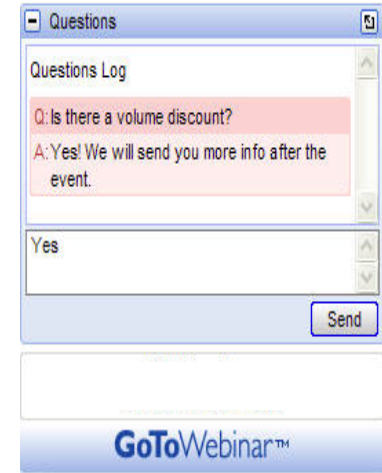 Questions
Questions Log
Q: Is there a volume discount?
A: Yes! We will send you more info after the
event.
Yes
Send
GoToWebinar™